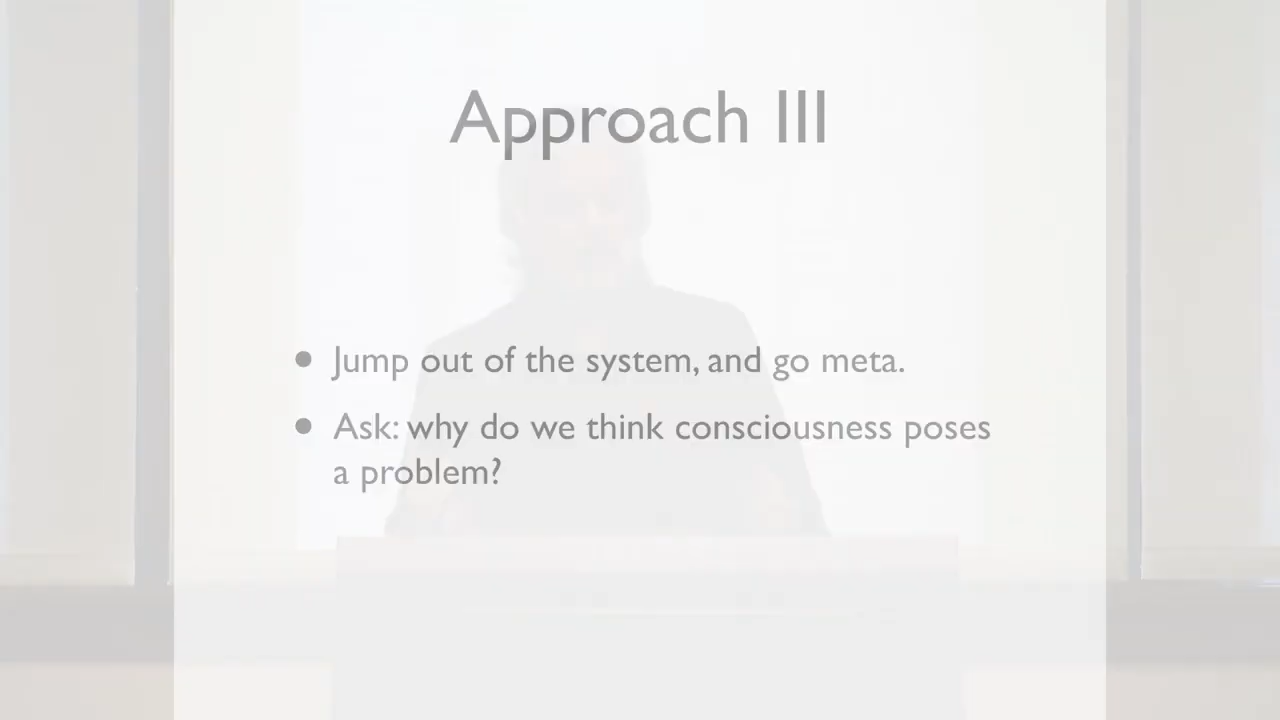 Approach III
• Jump out of the system, and go meta.
• Ask: why do we think consciousness poses
a problem?